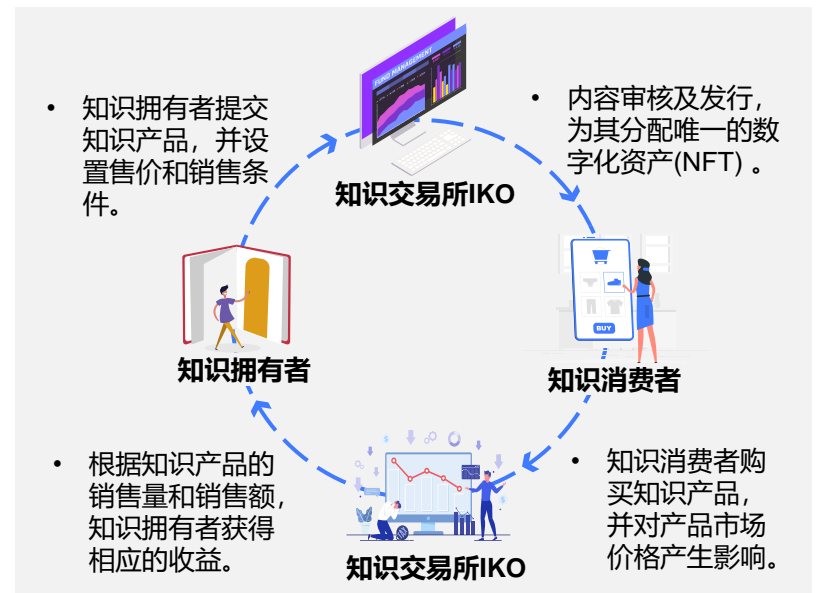 FUND MANAGEMENT
• 知识拥有者提交
知识产品，并设
置售价和销售条
件。
• 内容审核及发行，
为其分配唯一的数
字化资产(NFT) 。
知识交易所IKO
BUY
知识拥有者
知识消费者
• 根据知识产品的
销售量和销售额，
知识拥有者获得
相应的收益。
• 知识消费者购
买知识产品，
并对产品市场
价格产生影响。
$
$
知识交易所IKO